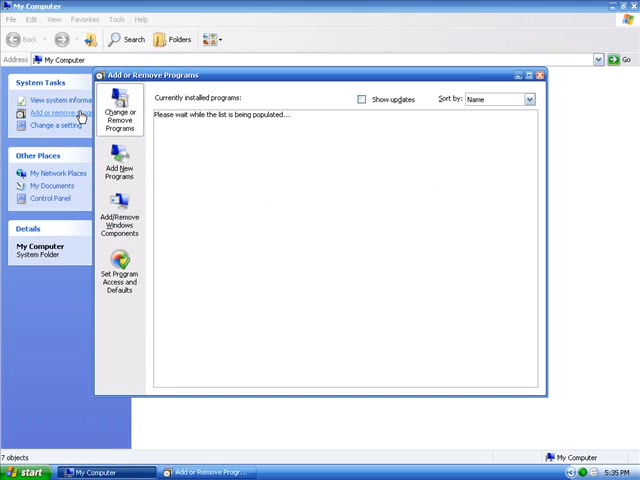 My Computer
File Edit View Favorites Tools Help
Back Search Folders
Address My Computer Go
System Tasks
View system informa
Add or remove prog
Change a setting
Other Places
My Network Places
My Documents
Control Panel
Details
My Computer
System Folder
Add or Remove Programs
Change or
Remove
Programs
Add New
Programs
Add/Remove
Windows
Components
Set Program
Access and
Defaults
Currently installed programs: Show updates Sort by: Name
Please wait while the list is being populated...
7 objects My Computer
start My Computer Add or Remove Progr... 5:35 PM